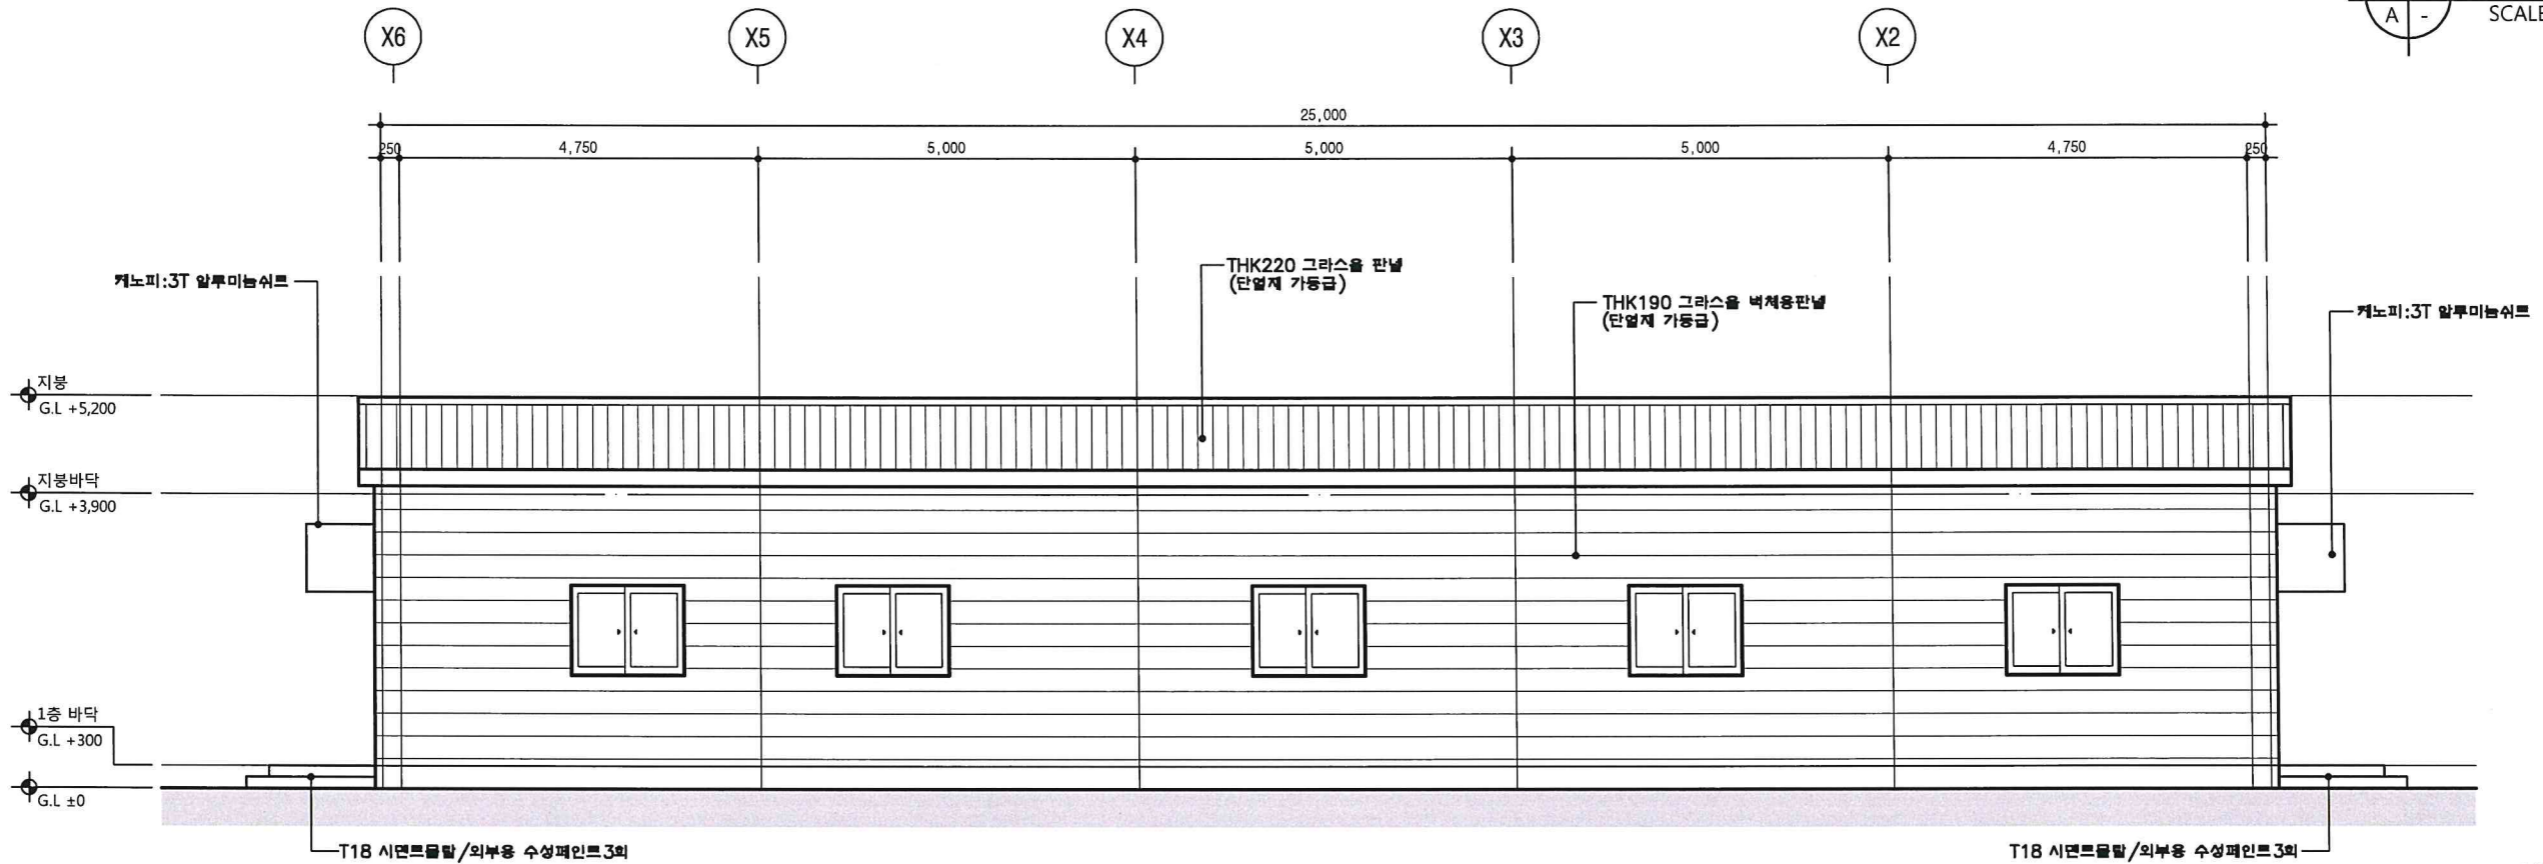 X6
X5
X4
X3
X2
A -
SCALE
25,000
250
4,750
5,000
5,000
5,000
4,750
250
THK220 그라스울 판넬
(단열재 가등급)
캐노피:3T 알루미늄쉬트
THK190 그라스울 벽체용판넬
(단열재 가등급)
캐노피:3T 알루미늄쉬트
지붕
G.L +5,200
지붕바닥
G.L +3,900
1층 바닥
G.L +300
G.L ±0
T18 시멘트몰탈/외부용 수성페인트3회
T18 시멘트몰탈/외부용 수성페인트3회